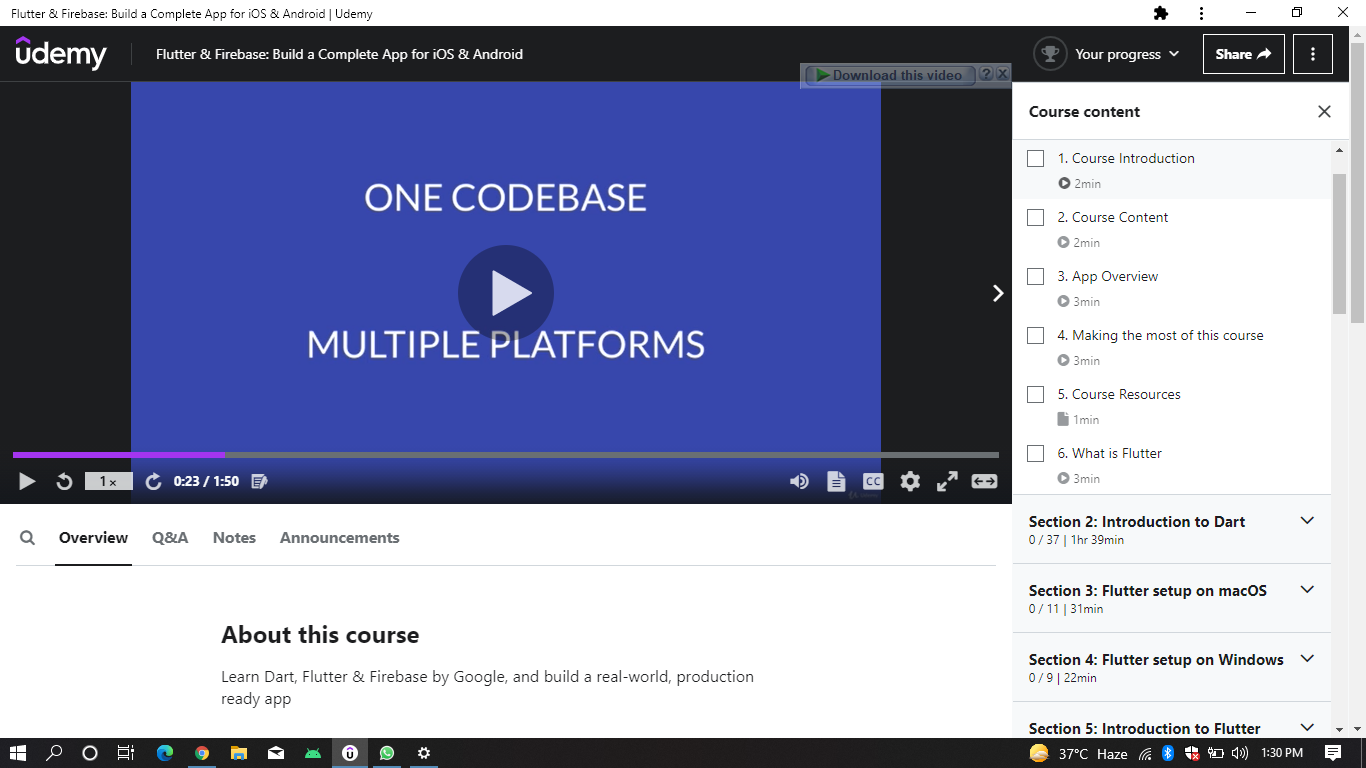 Flutter & Firebase: Build a Complete App for iOS & Android | Udemy
ûdemy
Flutter & Firebase: Build a Complete App for iOS & Android
Your progress
Share
Download this video
?
X
ONE CODEBASE
MULTIPLE PLATFORMS
1 x
0:23 / 1:50
CC
Overview
Q&A
Notes
Announcements
About this course
Learn Dart, Flutter & Firebase by Google, and build a real-world, production
ready app
Course content
1. Course Introduction
2min
2. Course Content
2min
3. App Overview
3min
4. Making the most of this course
3min
5. Course Resources
1min
6. What is Flutter
3min
Section 2: Introduction to Dart
0 / 37 | 1hr 39min
Section 3: Flutter setup on macOS
0 / 11 | 31min
Section 4: Flutter setup on Windows
0 / 9 | 22min
Section 5: Introduction to Flutter
37°C Haze
1:30 PM